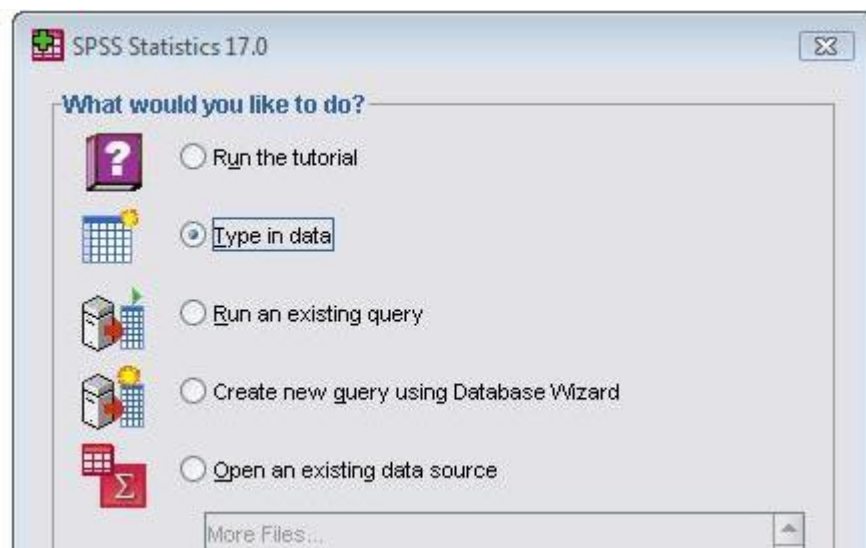 SPSS Statistics 17.0
What would you like to do?
?
Run the tutorial
Type in data
Run an existing query
Create new query using Database Wizard
Open an existing data source
Σ
More Files...